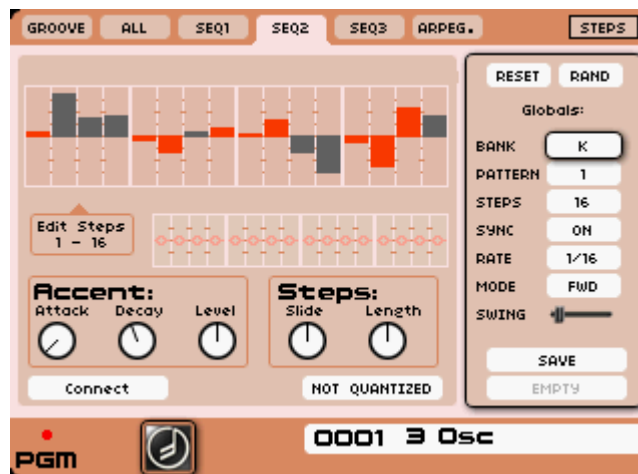 GROOVE ALL SEQ1 SEQ2 SEQ3 ARPEG. STEPS
RESET RAND
Globals:
BANK K
PATTERN 1
STEPS 16
SYNC ON
RATE 1/16
MODE FWD
SWING
SAVE
EMPTY
Edit Steps
1 - 16
Accent:
Attack Decay Level
Steps:
Slide Length
Connect
NOT QUANTIZED
PGM
0001 3 Osc